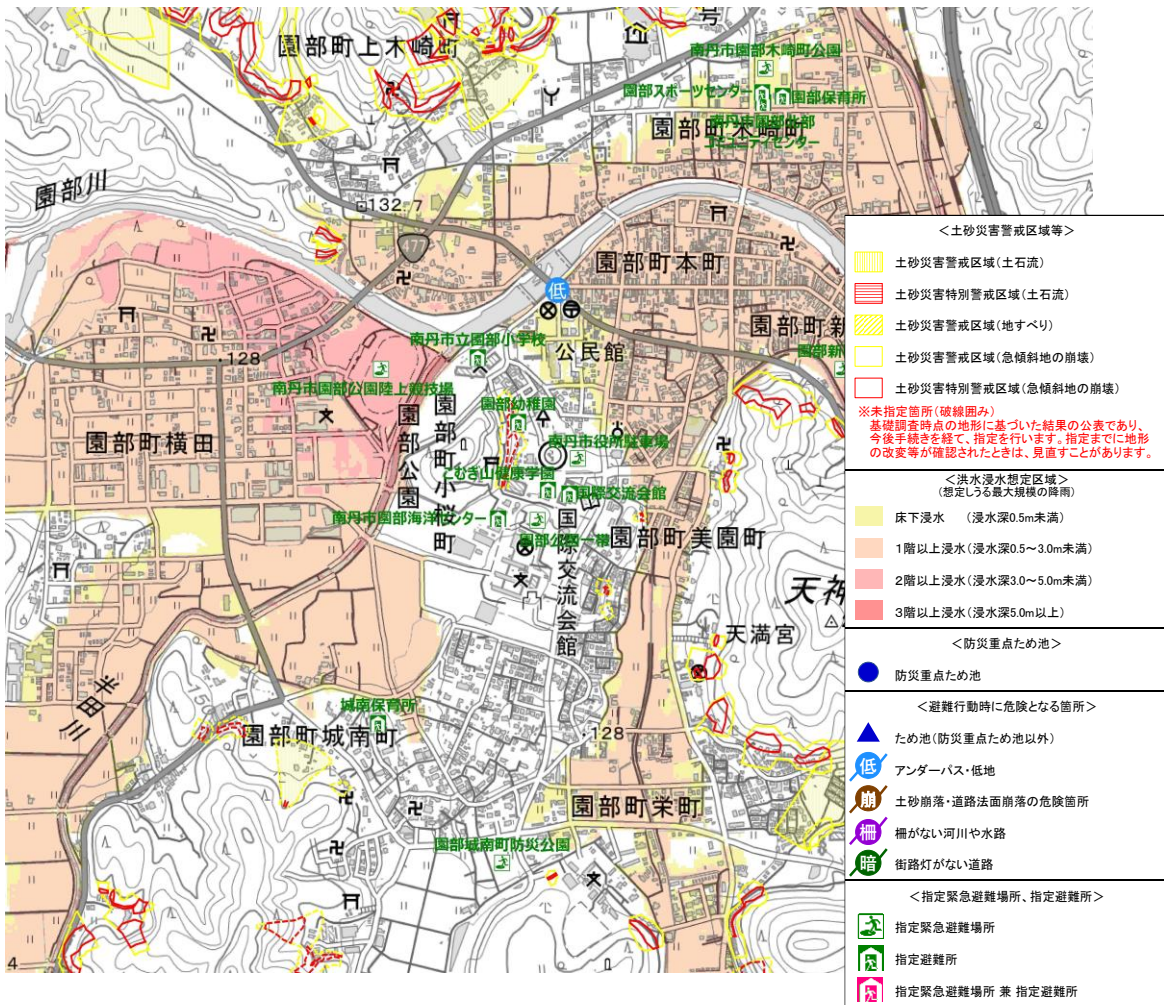 園部町上木崎町
号
南丹市園部木崎町公園
園部スポーツセンター
園部保育所
園部町木崎町
南丹市園部北部
コミュニティセンター
園部川
132.7
477
園部町本町
低
園部町新
公民館
園部新
南丹市立園部小学校
128
南丹市園部公園陸上競技場
園部幼稚園
園部町横田
園部公園
園部町小桜町
南丹市役所駐車場
こむぎ山健康学園
国際交流会館
南丹市園部海洋センター
園部公園一帯
国際交流会館
園部町美園町
天神
天満宮
半田川
城南保育所
園部町城南町
128
園部町栄町
園部城南町防災公園
4
<土砂災害警戒区域等>
土砂災害警戒区域(土石流)
土砂災害特別警戒区域(土石流)
土砂災害警戒区域(地すべり)
土砂災害警戒区域(急傾斜地の崩壊)
土砂災害特別警戒区域(急傾斜地の崩壊)
※未指定箇所(破線囲み)
基礎調査時点の地形に基づいた結果の公表であり、
今後手続きを経て、指定を行います。指定までに地形
の改変等が確認されたときは、見直すことがあります。
<洪水浸水想定区域>
(想定しうる最大規模の降雨)
床下浸水 (浸水深0.5m未満)
1階以上浸水(浸水深0.5~3.0m未満)
2階以上浸水(浸水深3.0~5.0m未満)
3階以上浸水(浸水深5.0m以上)
<防災重点ため池>
防災重点ため池
<避難行動時に危険となる箇所>
ため池(防災重点ため池以外)
低 アンダーパス・低地
崩 土砂崩落・道路法面崩落の危険箇所
柵 柵がない河川や水路
暗 街路灯がない道路
<指定緊急避難場所、指定避難所>
指定緊急避難場所
指定避難所
指定緊急避難場所 兼 指定避難所